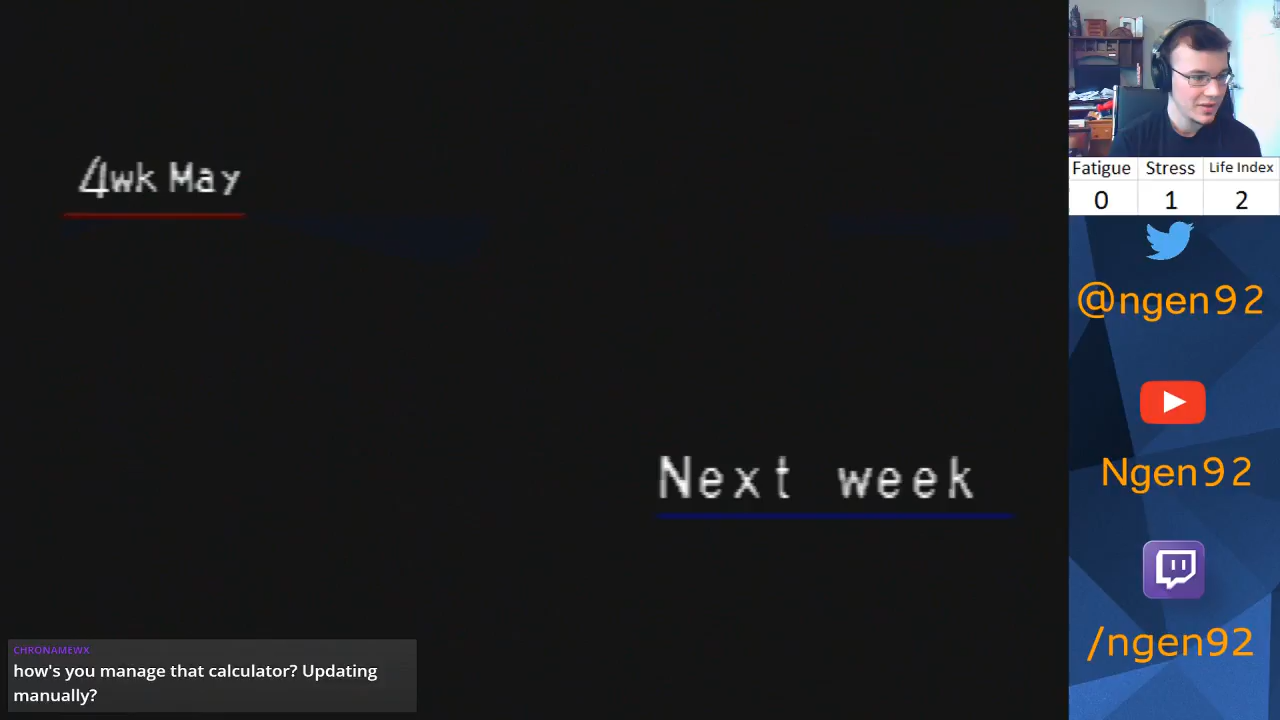 4wk May
Next week
Fatigue Stress Life Index
0 1 2
@ngen92
Ngen92
/ngen92
CHRONAMEWX
how's you manage that calculator? Updating
manually?